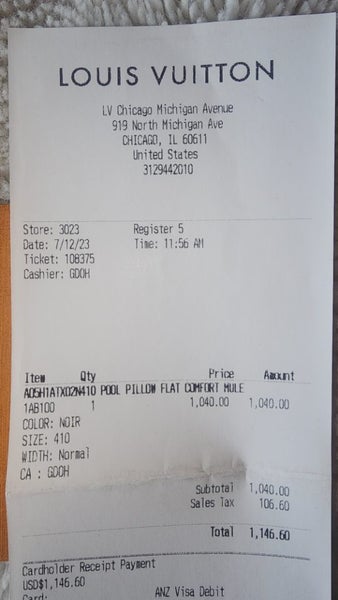 LOUIS VUITTON
LV Chicago Michigan Avenue
919 North Michigan Ave
CHICAGO, IL 60611
United States
3129442010
Store: 3023 Register 5
Date: 7/12/23 Time: 11:56 AM
Ticket: 108375
Cashier: GDOH
Item Qty Price Amount
A05H1ATX02N410 POOL PILLOW FLAT COMFORT MULE
1AB100 1 1,040.00 1,040.00
COLOR: NOIR
SIZE: 410
WIDTH: Normal
CA : GDOH
Subtotal 1,040.00
Sales Tax 106.60
Total 1,146.60
Cardholder Receipt Payment
USD$1,146.60
Card: ANZ Visa Debit